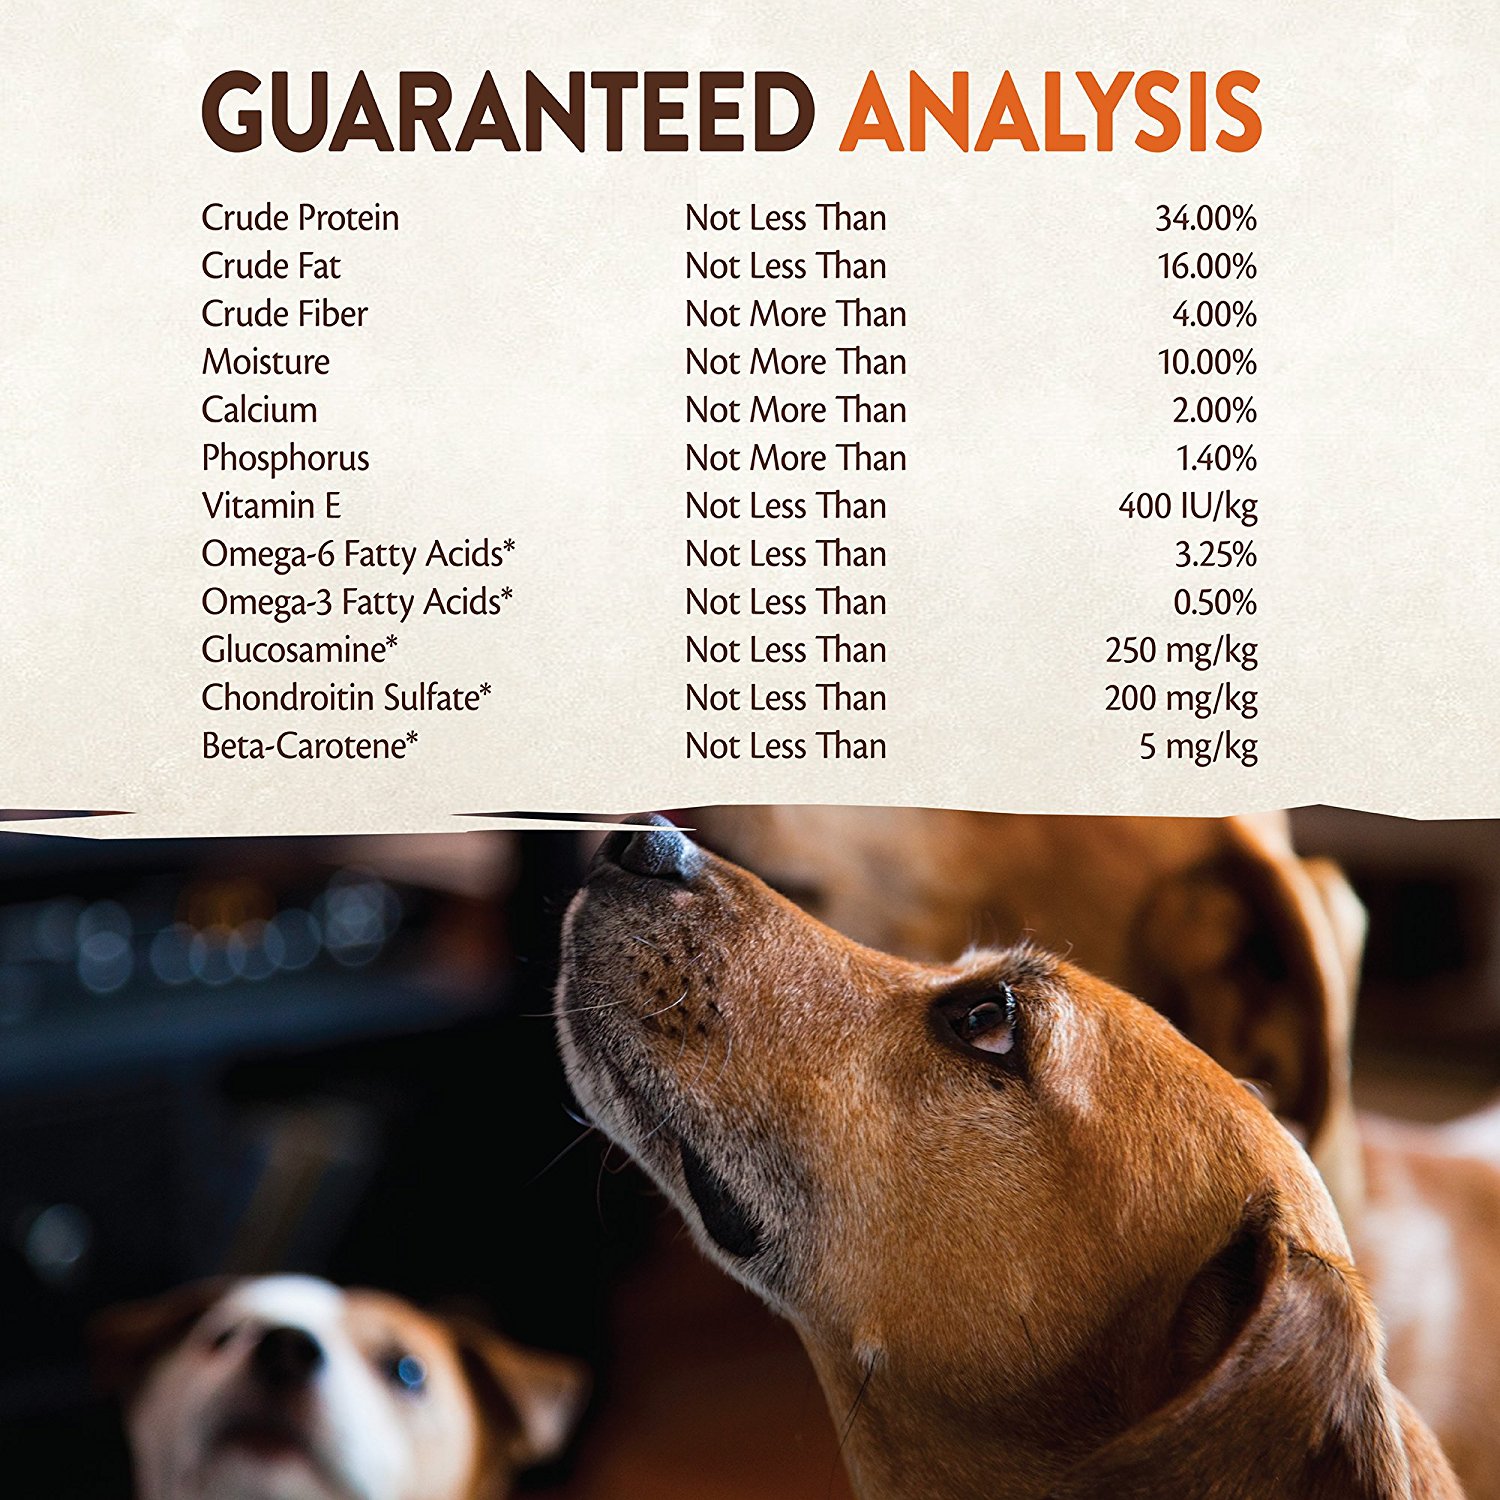 GUARANTEED ANALYSIS
Crude Protein Not Less Than 34.00%
Crude Fat Not Less Than 16.00%
Crude Fiber Not More Than 4.00%
Moisture Not More Than 10.00%
Calcium Not More Than 2.00%
Phosphorus Not More Than 1.40%
Vitamin E Not Less Than 400 IU/kg
Omega-6 Fatty Acids* Not Less Than 3.25%
Omega-3 Fatty Acids* Not Less Than 0.50%
Glucosamine* Not Less Than 250 mg/kg
Chondroitin Sulfate* Not Less Than 200 mg/kg
Beta-Carotene* Not Less Than 5 mg/kg